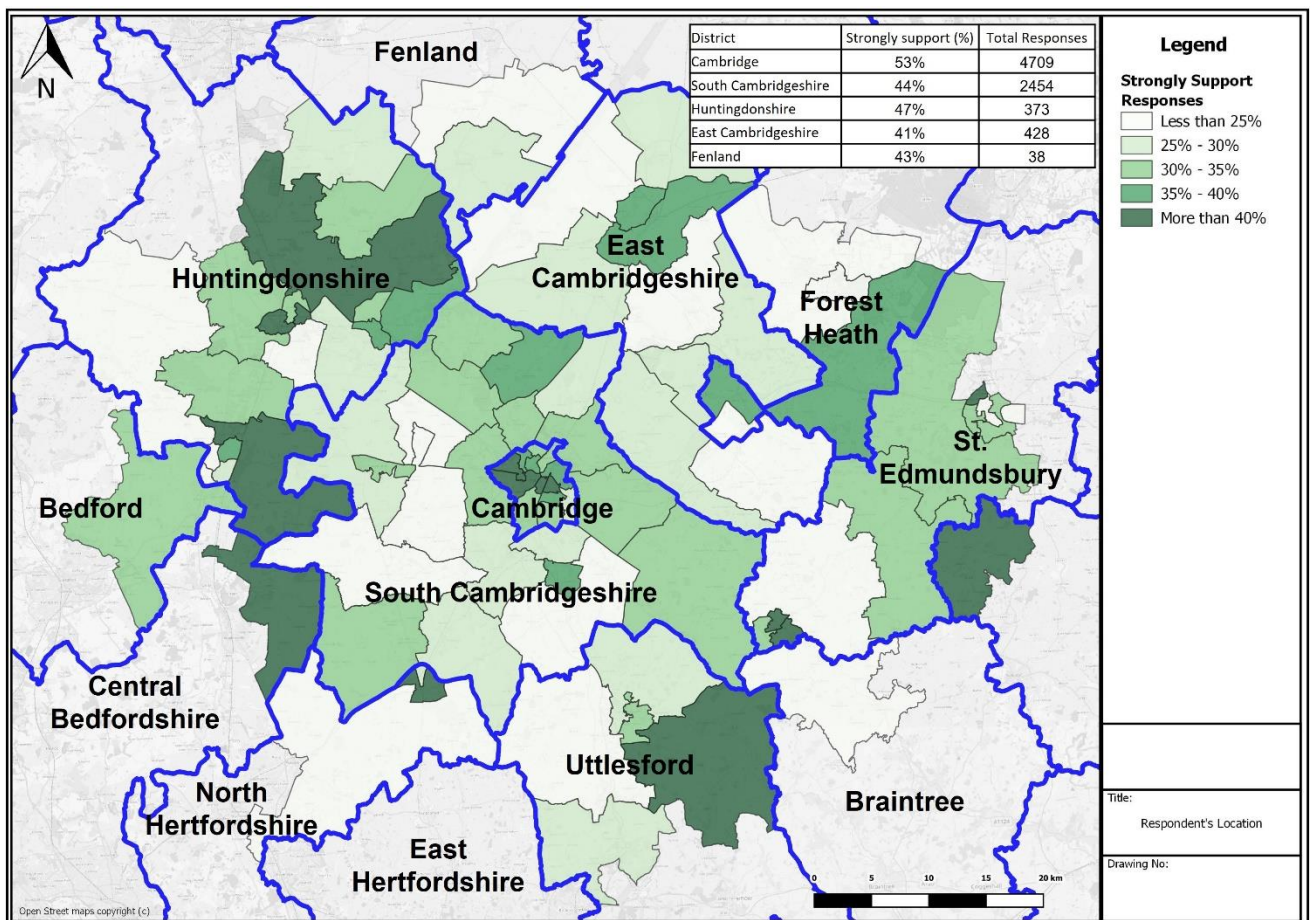 N
Fenland
District Strongly support (%) Total Responses
Cambridge 53% 4709
South Cambridgeshire 44% 2454
Huntingdonshire 47% 373
East Cambridgeshire 41% 428
Fenland 43% 38
Huntingdonshire
East
Cambridgeshire
Forest
Heath
St.
Edmundsbury
Bedford
Cambridge
South Cambridgeshire
Central
Bedfordshire
Uttlesford
Braintree
North
Hertfordshire
East
Hertfordshire
0 5 10 15 20 km
Open Street maps copyright (c)
Legend
Strongly Support
Responses
Less than 25%
25% - 30%
30% - 35%
35% - 40%
More than 40%
Title:
Respondent's Location
Drawing No: